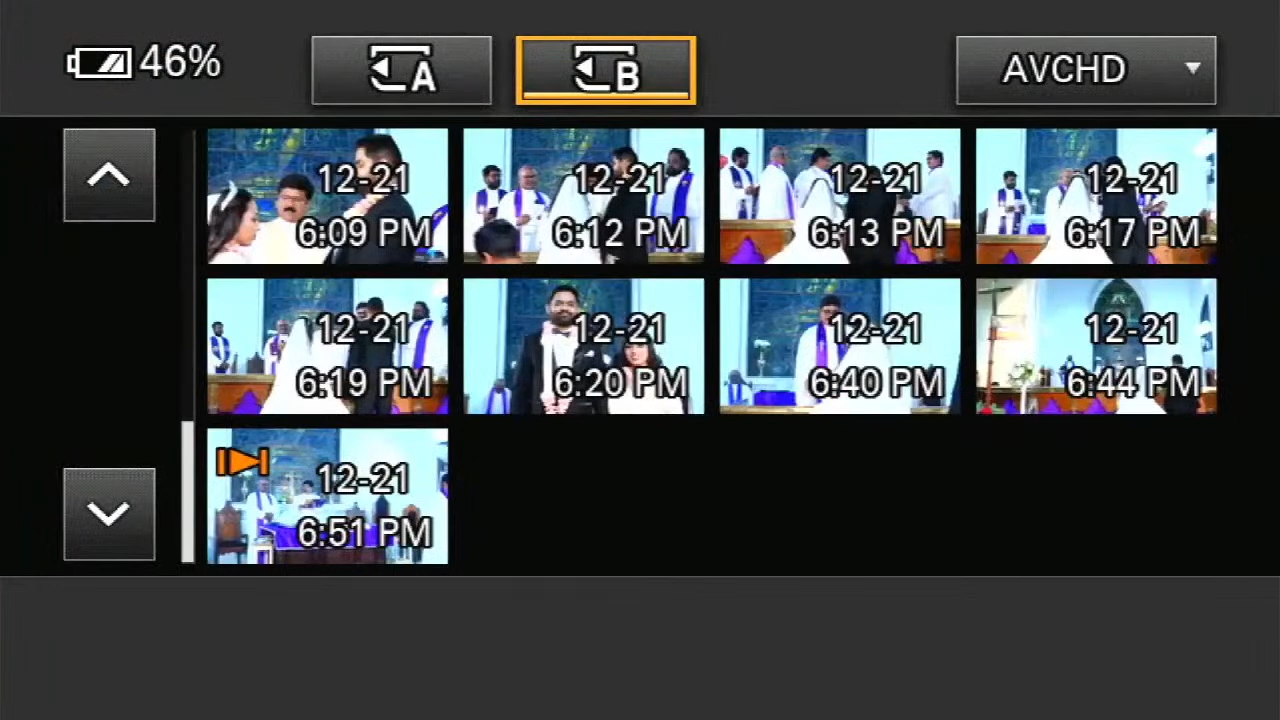 46%
A
B
AVCHD
12-21
6:09 PM
12-21
6:12 PM
12-21
6:13 PM
12-21
6:17 PM
12-21
6:19 PM
12-21
6:20 PM
12-21
6:40 PM
12-21
6:44 PM
12-21
6:51 PM